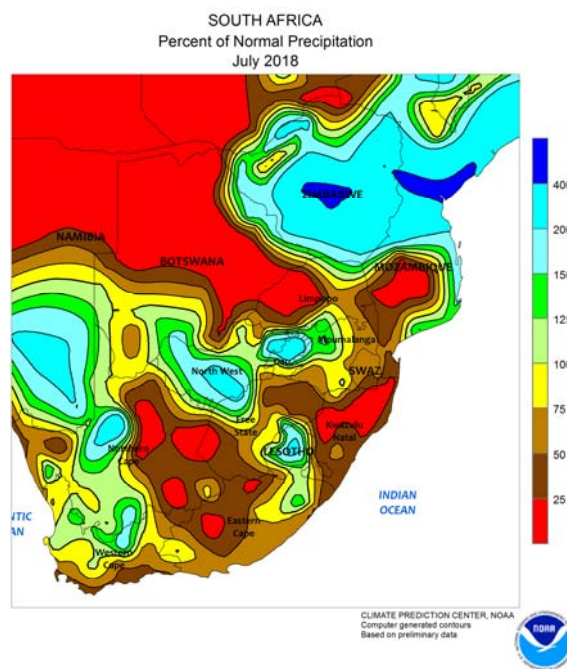 SOUTH AFRICA
Percent of Normal Precipitation
July 2018
ZIMBABWE
400
200
NAMIBIA
BOTSWANA
MOZAMBIQUE
150
Limpopo
125
Mpumalanga
100
North West
SWAZ
75
Free
State
Kwazulu
Natal
LESOTHO
Northern
Cape
50
INDIAN
OCEAN
25
NTIC
AN
Eastern
Cape
Western
Cape
CLIMATE PREDICTION CENTER, NOAA
Computer generated contours
Based on preliminary data
NOAA